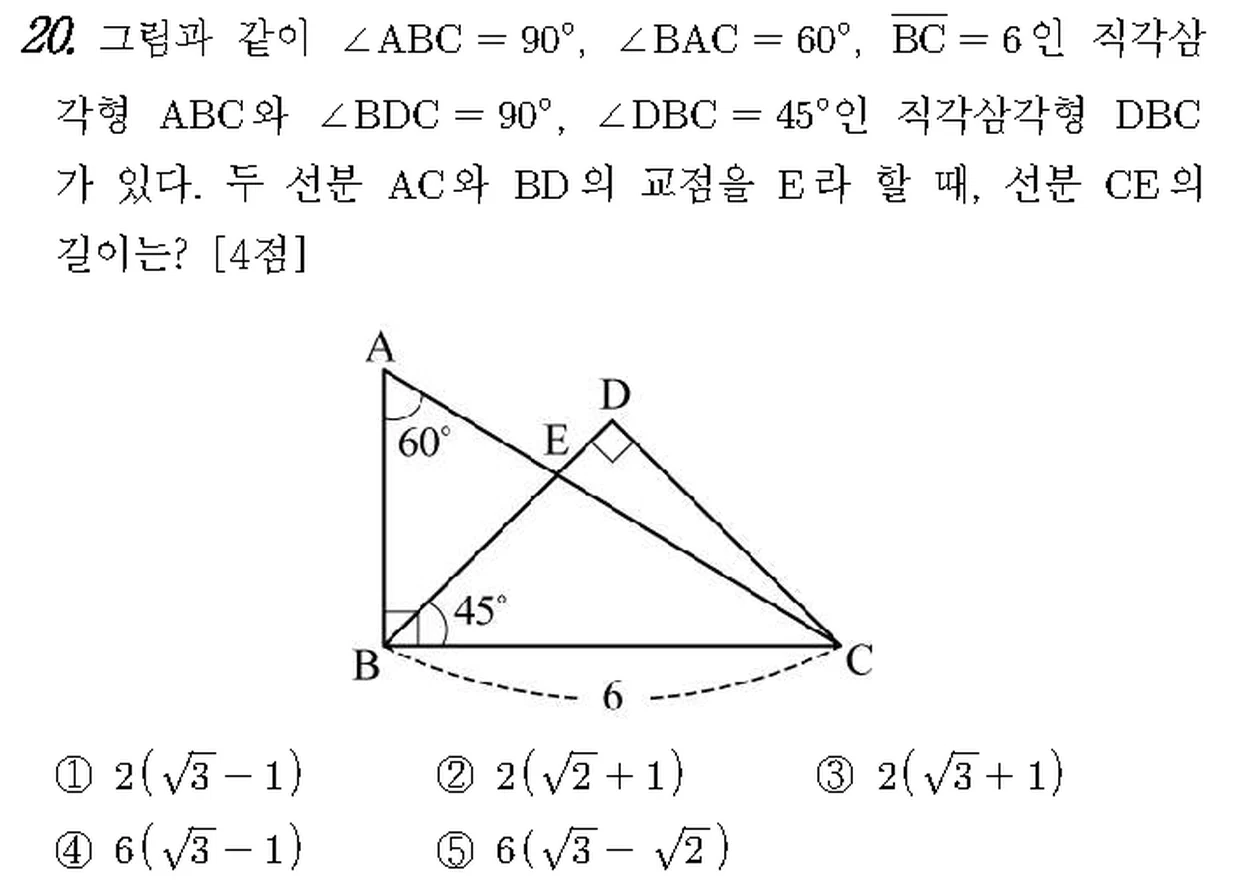 20. 그림과 같이 ∠ABC = 90°, ∠BAC = 60°, \overline{BC} = 6인 직각삼
각형 ABC와 ∠BDC = 90°, ∠DBC = 45°인 직각삼각형 DBC
가 있다. 두 선분 AC와 BD의 교점을 E라 할 때, 선분 CE의
길이는? [4점]
A
D
60°
E
45°
B
C
6
① 2(√3 − 1) ② 2(√2 + 1) ③ 2(√3 + 1)
④ 6(√3 − 1) ⑤ 6(√3 − √2)